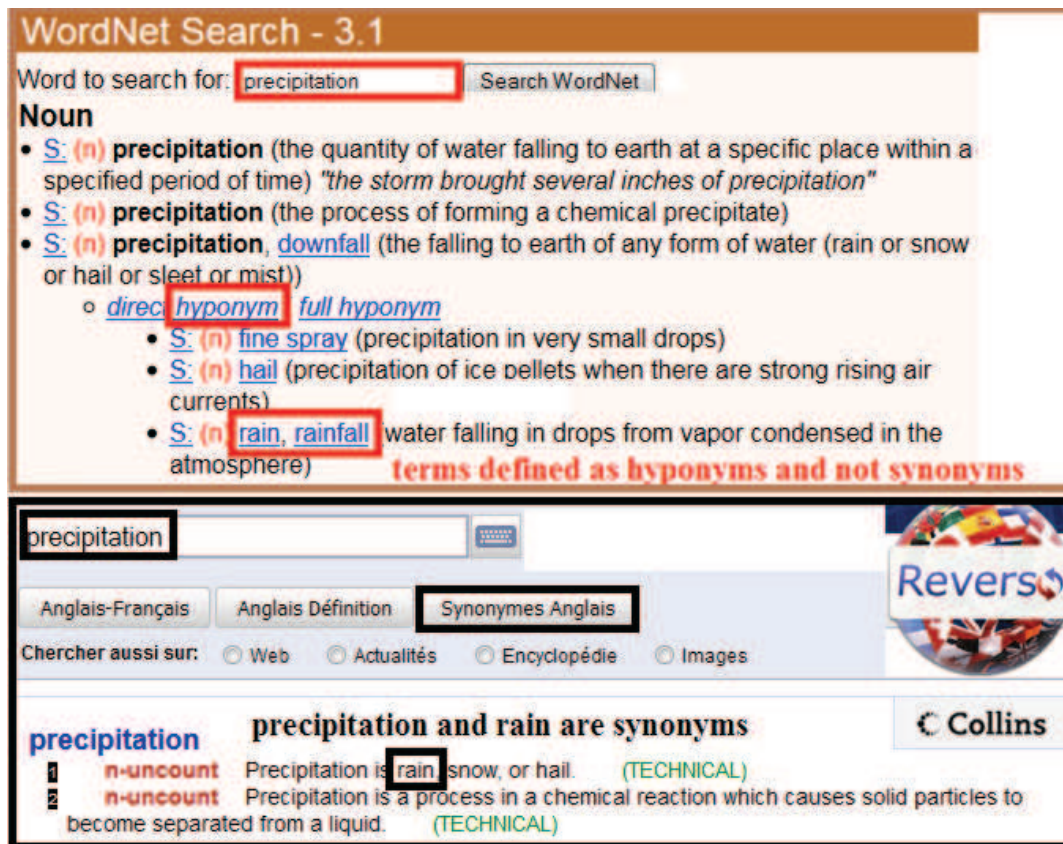 WordNet Search - 3.1
Word to search for: precipitation Search WordNet
Noun
• S: (n) precipitation (the quantity of water falling to earth at a specific place within a
specified period of time) "the storm brought several inches of precipitation"
• S: (n) precipitation (the process of forming a chemical precipitate)
• S: (n) precipitation, downfall (the falling to earth of any form of water (rain or snow
or hail or sleet or mist))
○ direct hyponym full hyponym
• S: (n) fine spray (precipitation in very small drops)
• S: (n) hail (precipitation of ice pellets when there are strong rising air
currents)
• S: (n) rain, rainfall (water falling in drops from vapor condensed in the
atmosphere) terms defined as hyponyms and not synonyms
precipitation
Reverso
Anglais-Français Anglais Définition Synonymes Anglais
Chercher aussi sur: Web Actualités Encyclopédie Images
precipitation and rain are synonyms
Collins
precipitation
1 n-uncount Precipitation is rain, snow, or hail. (TECHNICAL)
2 n-uncount Precipitation is a process in a chemical reaction which causes solid particles to
become separated from a liquid. (TECHNICAL)